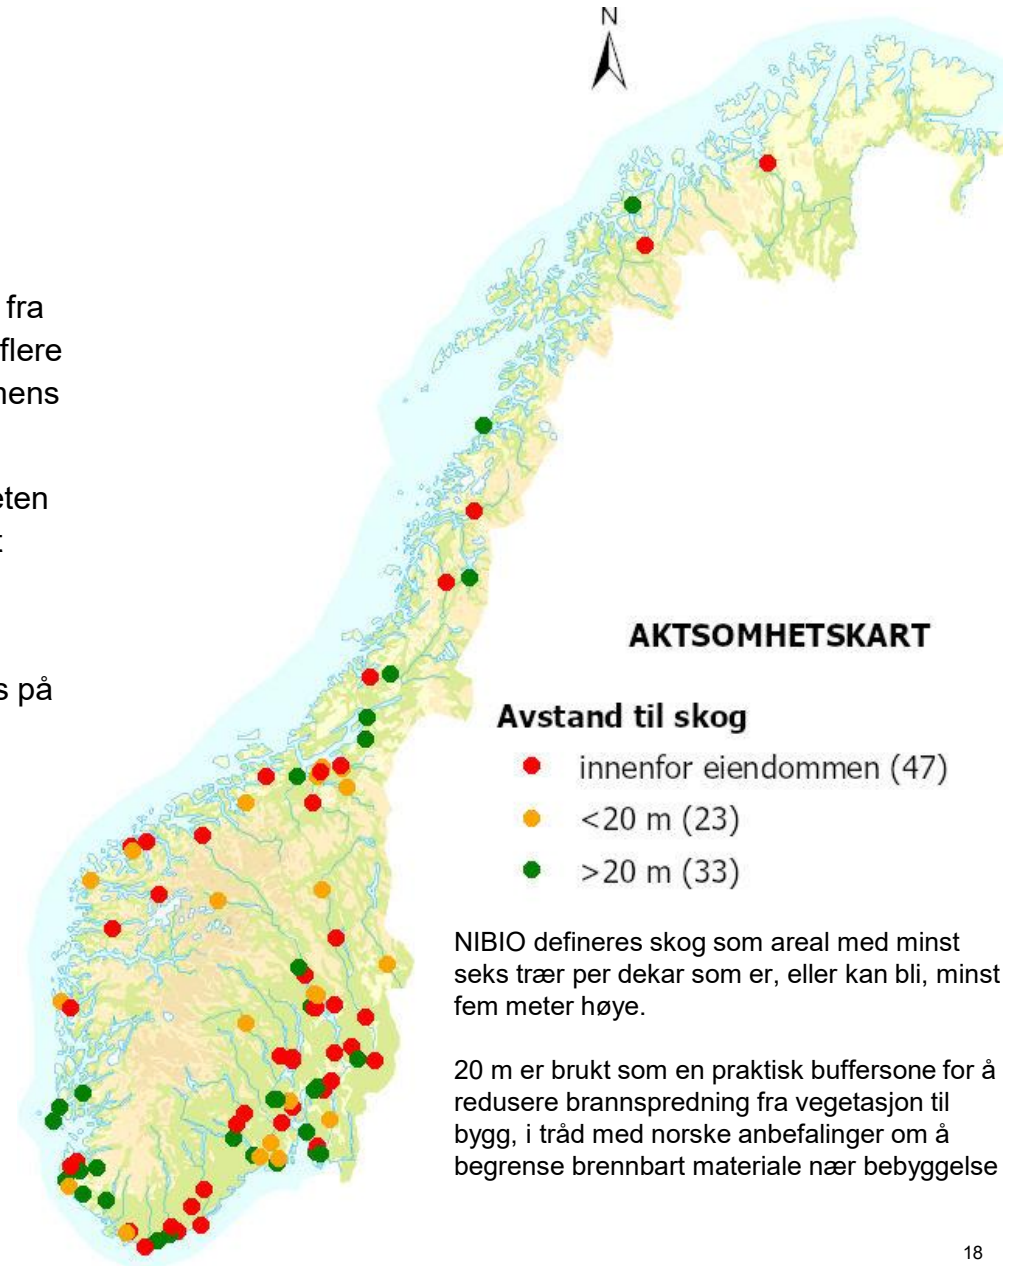 N
fra
flere
s på
AKTSOMHETSKART
Avstand til skog
innenfor eiendommen (47)
<20 m (23)
>20 m (33)
NIBIO defineres skog som areal med minst
seks trær per dekar som er, eller kan bli, minst
fem meter høye.
20 m er brukt som en praktisk buffersone for å
redusere brannspredning fra vegetasjon til
bygg, i tråd med norske anbefalinger om å
begrense brennbart materiale nær bebyggelse
18